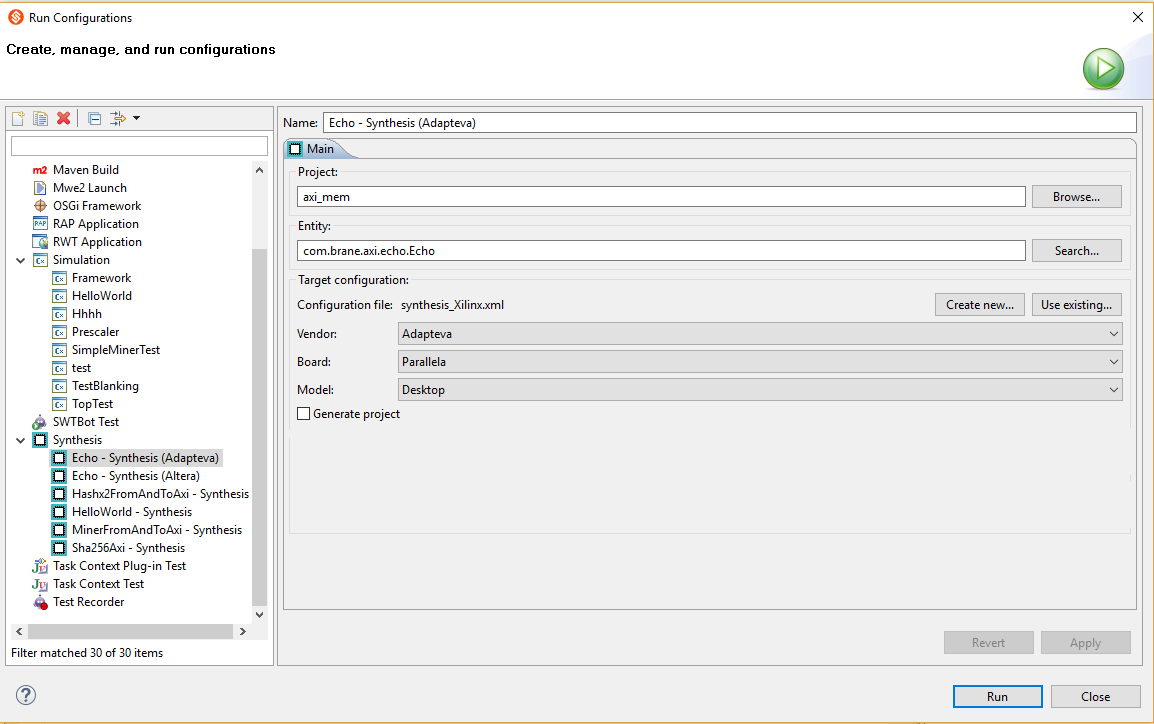 Run Configurations
Create, manage, and run configurations
m2 Maven Build
Mwe2 Launch
OSGi Framework
RAP RAP Application
RWT Application
Simulation
Framework
HelloWorld
Hhhh
Prescaler
SimpleMinerTest
test
TestBlanking
TopTest
SWTBot Test
Synthesis
Echo - Synthesis (Adapteva)
Echo - Synthesis (Altera)
Hashx2FromAndToAxi - Synthesis
HelloWorld - Synthesis
MinerFromAndToAxi - Synthesis
Sha256Axi - Synthesis
Task Context Plug-in Test
Task Context Test
Test Recorder
Filter matched 30 of 30 items
Name: Echo - Synthesis (Adapteva)
Main
Project:
axi_mem Browse...
Entity:
com.brane.axi.echo.Echo Search...
Target configuration:
Configuration file: synthesis_Xilinx.xml Create new... Use existing...
Vendor: Adapteva
Board: Parallela
Model: Desktop
Generate project
Revert Apply
? Run Close